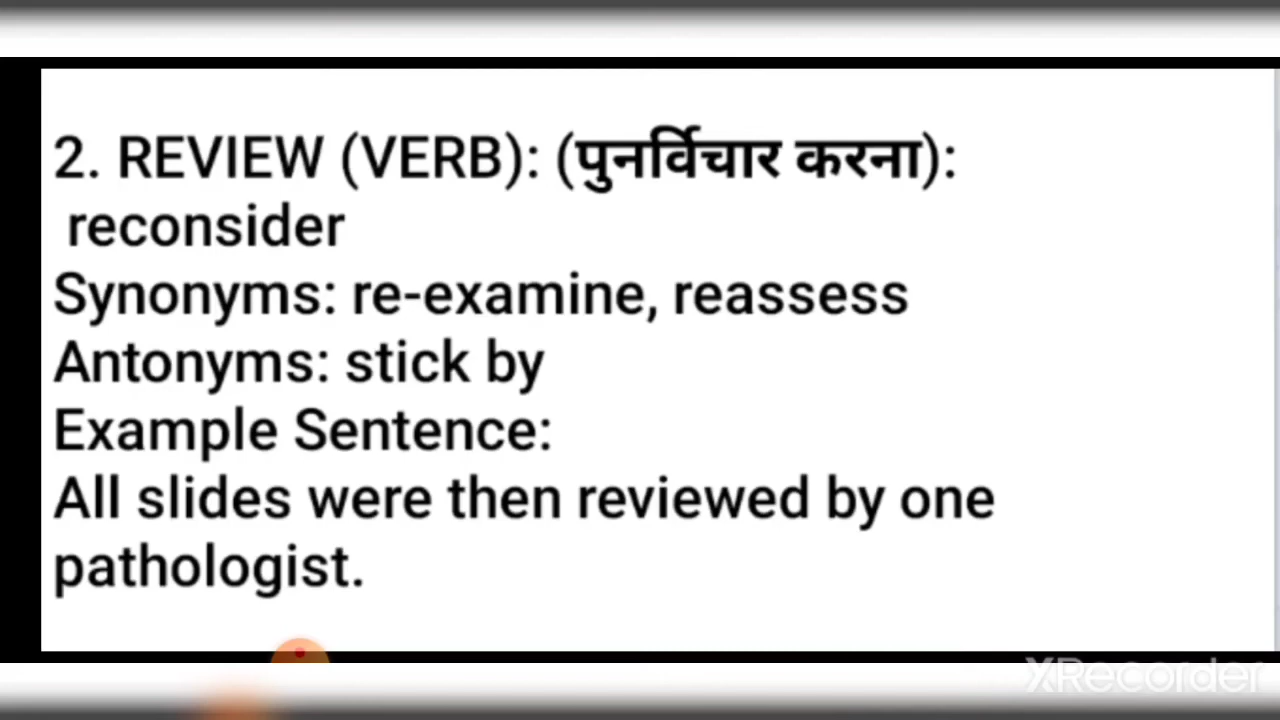 2. REVIEW (VERB): (पुनर्विचार करना):
reconsider
Synonyms: re-examine, reassess
Antonyms: stick by
Example Sentence:
All slides were then reviewed by one
pathologist.
XRecorder